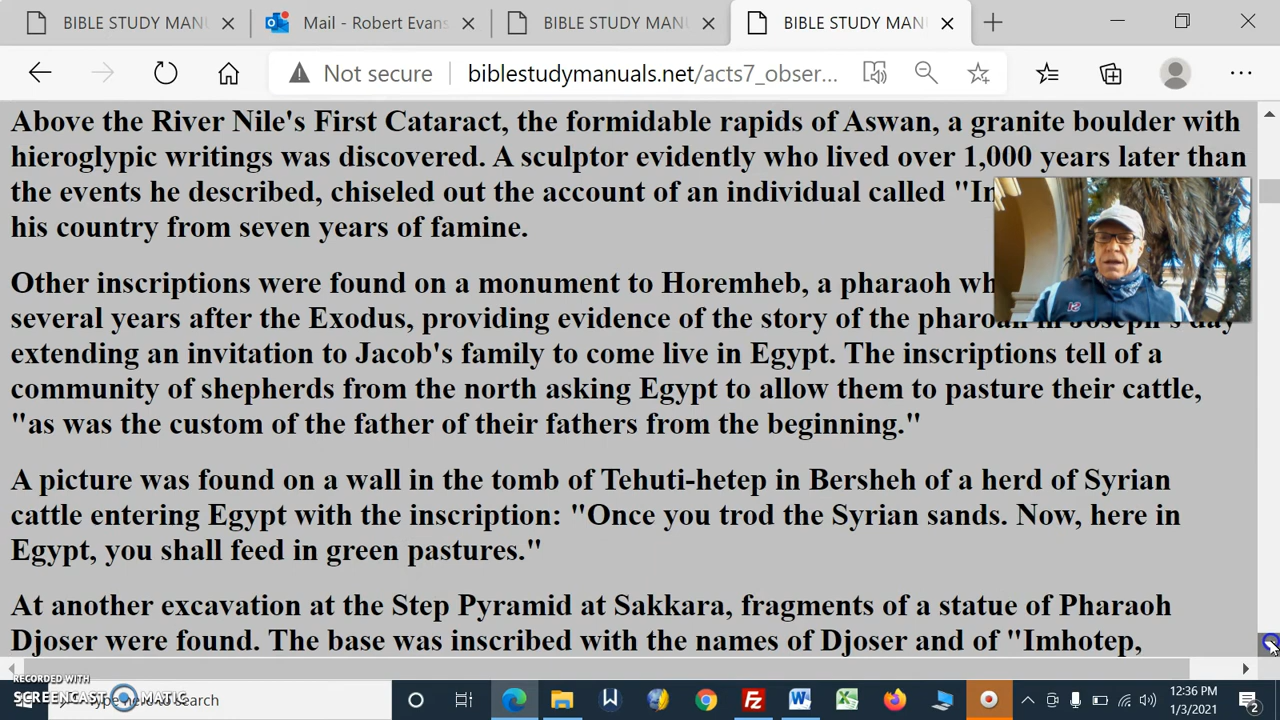 BIBLE STUDY MANU
Mail - Robert Evans
BIBLE STUDY MAN
BIBLE STUDY MANU
Not secure
biblestudymanuals.net/acts7_obser...
Above the River Nile's First Cataract, the formidable rapids of Aswan, a granite boulder with
hieroglypic writings was discovered. A sculptor evidently who lived over 1,000 years later than
the events he described, chiseled out the account of an individual called "In
his country from seven years of famine.
Other inscriptions were found on a monument to Horemheb, a pharaoh wh
several years after the Exodus, providing evidence of the story of the pharoah in Joseph's day
extending an invitation to Jacob's family to come live in Egypt. The inscriptions tell of a
community of shepherds from the north asking Egypt to allow them to pasture their cattle,
"as was the custom of the father of their fathers from the beginning."
A picture was found on a wall in the tomb of Tehuti-hetep in Bersheh of a herd of Syrian
cattle entering Egypt with the inscription: "Once you trod the Syrian sands. Now, here in
Egypt, you shall feed in green pastures."
At another excavation at the Step Pyramid at Sakkara, fragments of a statue of Pharaoh
Djoser were found. The base was inscribed with the names of Djoser and of "Imhotep,
RECORDED WITH
SCREENCAST MATIC
Type here to search
12:36 PM
1/3/2021
2